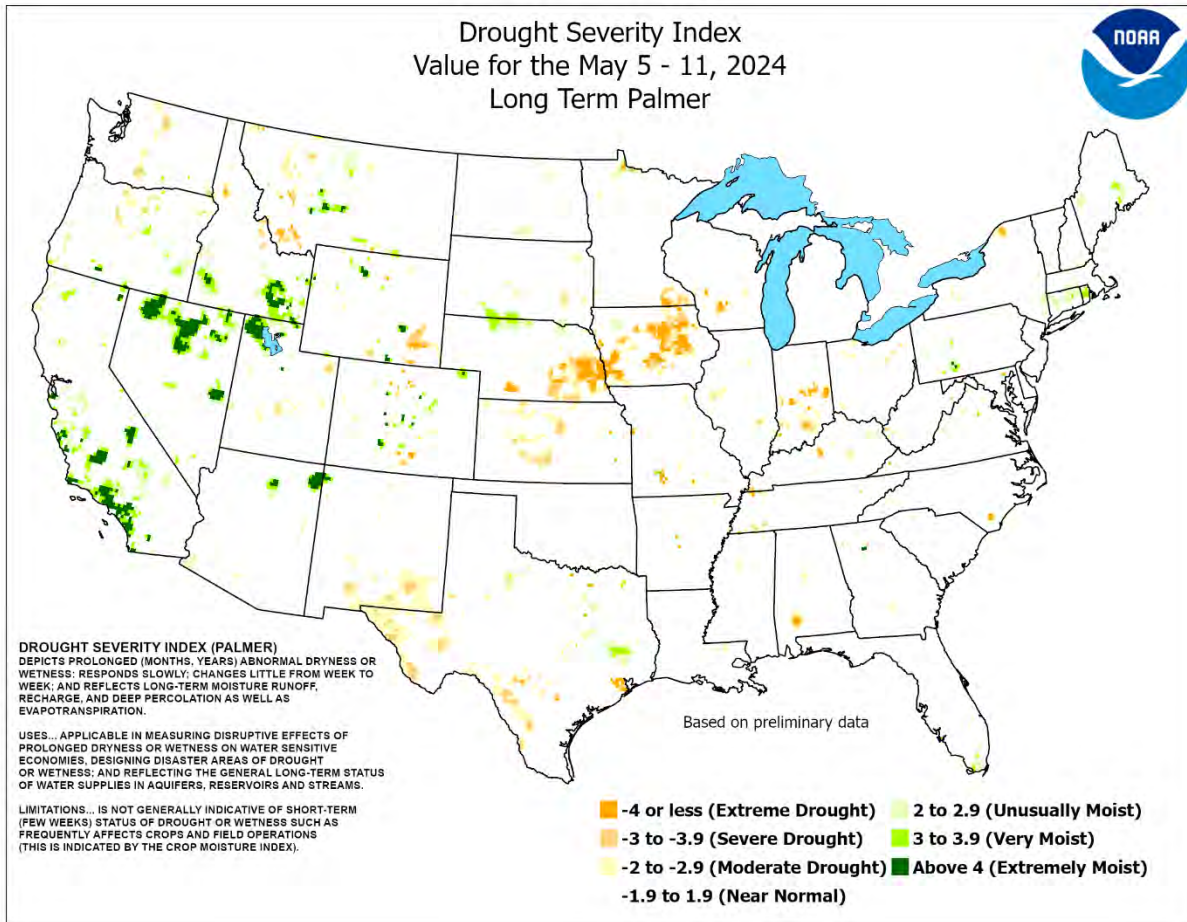 Drought Severity Index
Value for the May 5 - 11, 2024
Long Term Palmer
NOAA
DROUGHT SEVERITY INDEX (PALMER)
DEPICTS PROLONGED (MONTHS, YEARS) ABNORMAL DRYNESS OR
WETNESS: RESPONDS SLOWLY; CHANGES LITTLE FROM WEEK TO
WEEK; AND REFLECTS LONG-TERM MOISTURE RUNOFF,
RECHARGE, AND DEEP PERCOLATION AS WELL AS
EVAPOTRANSPIRATION.
USES... APPLICABLE IN MEASURING DISRUPTIVE EFFECTS OF
PROLONGED DRYNESS OR WETNESS ON WATER SENSITIVE
ECONOMIES, DESIGNING DISASTER AREAS OF DROUGHT
OR WETNESS; AND REFLECTING THE GENERAL LONG-TERM STATUS
OF WATER SUPPLIES IN AQUIFERS, RESERVOIRS AND STREAMS.
LIMITATIONS... IS NOT GENERALLY INDICATIVE OF SHORT-TERM
(FEW WEEKS) STATUS OF DROUGHT OR WETNESS SUCH AS
FREQUENTLY AFFECTS CROPS AND FIELD OPERATIONS
(THIS IS INDICATED BY THE CROP MOISTURE INDEX).
Based on preliminary data
-4 or less (Extreme Drought)
-3 to -3.9 (Severe Drought)
-2 to -2.9 (Moderate Drought)
-1.9 to 1.9 (Near Normal)
2 to 2.9 (Unusually Moist)
3 to 3.9 (Very Moist)
Above 4 (Extremely Moist)